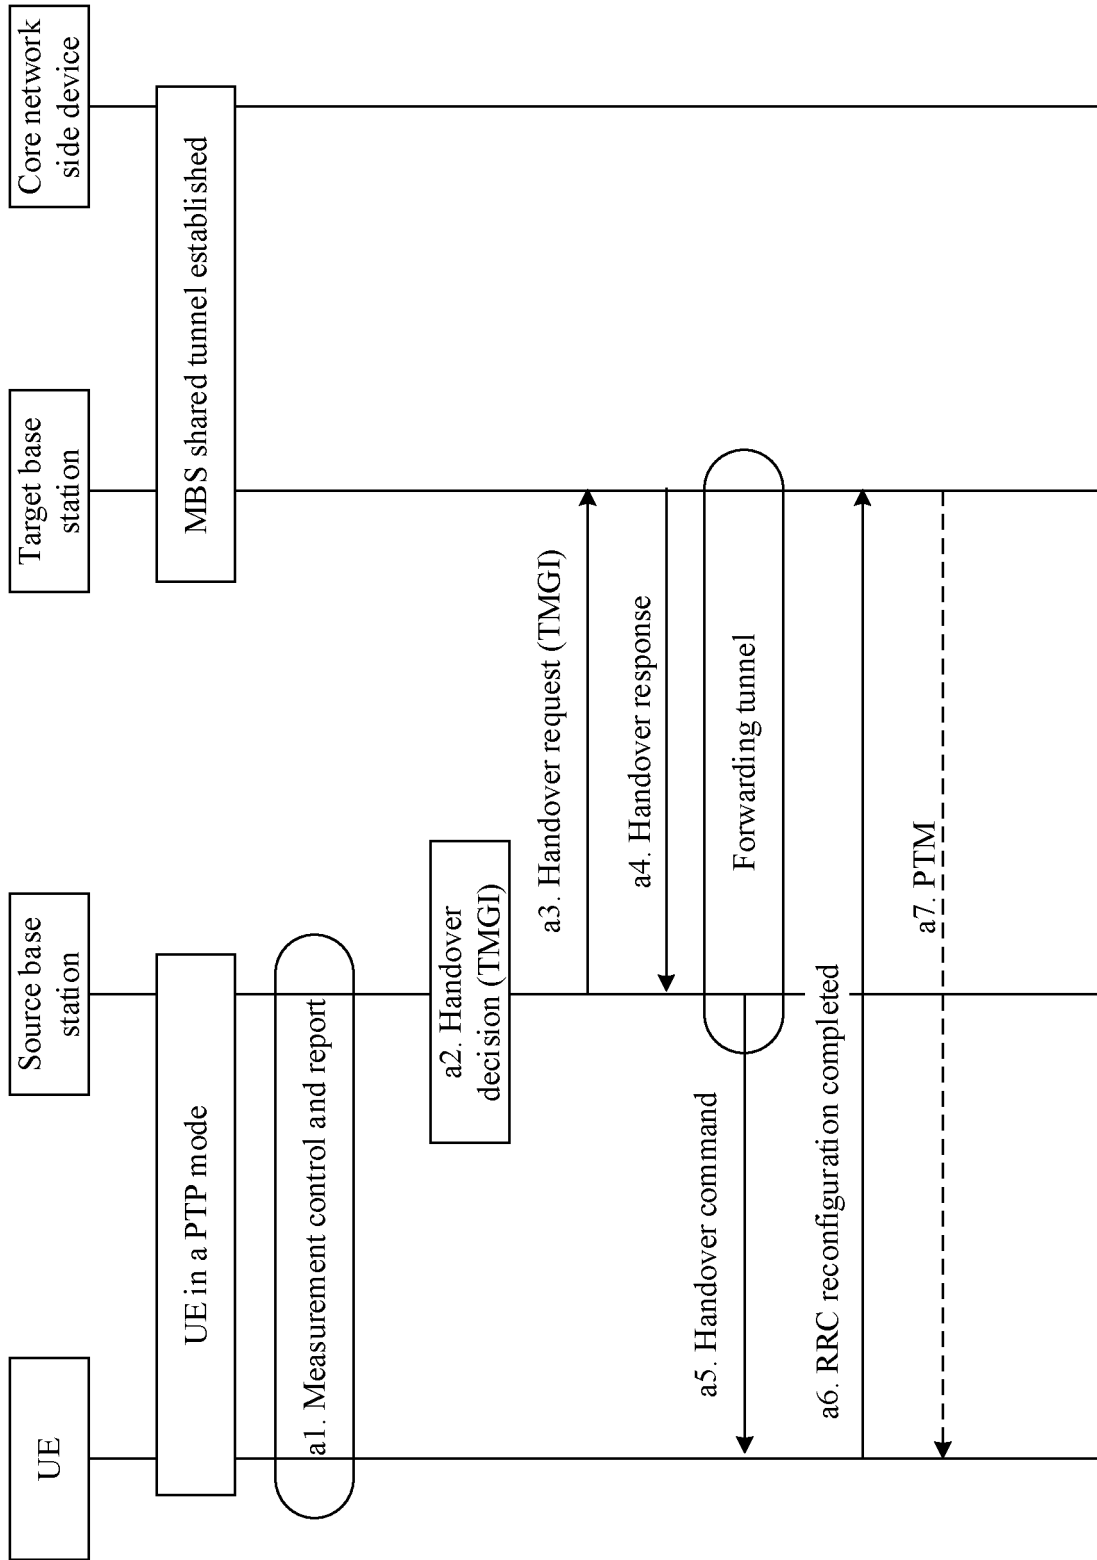 UE
Source base
station
Target base
station
Core network
side device
UE in a PTP mode
MBS shared tunnel established
a1. Measurement control and report
a2. Handover
decision (TMGI)
a3. Handover request (TMGI)
a4. Handover response
Forwarding tunnel
a5. Handover command
a6. RRC reconfiguration completed
a7. PTM